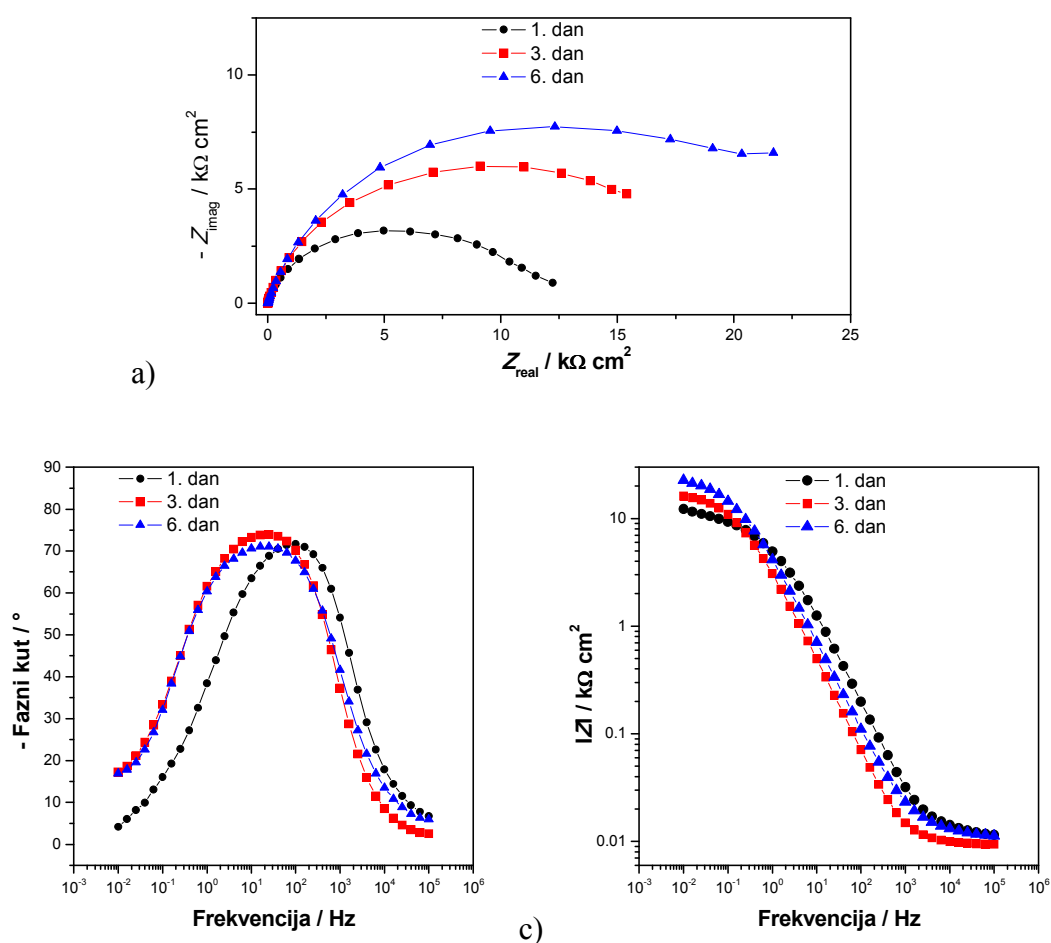 1. dan
3. dan
6. dan
10
5
0
- Zimag / kΩ cm²
0 5 10 15 20 25
Zreal / kΩ cm²
a)
90
80
70
60
50
40
30
20
10
0
- Fazni kut / °
1. dan
3. dan
6. dan
10⁻³ 10⁻² 10⁻¹ 10⁰ 10¹ 10² 10³ 10⁴ 10⁵ 10⁶
Frekvencija / Hz
10
1
0.1
0.01
|Z| / kΩ cm²
1. dan
3. dan
6. dan
10⁻³ 10⁻² 10⁻¹ 10⁰ 10¹ 10² 10³ 10⁴ 10⁵ 10⁶
Frekvencija / Hz
c)